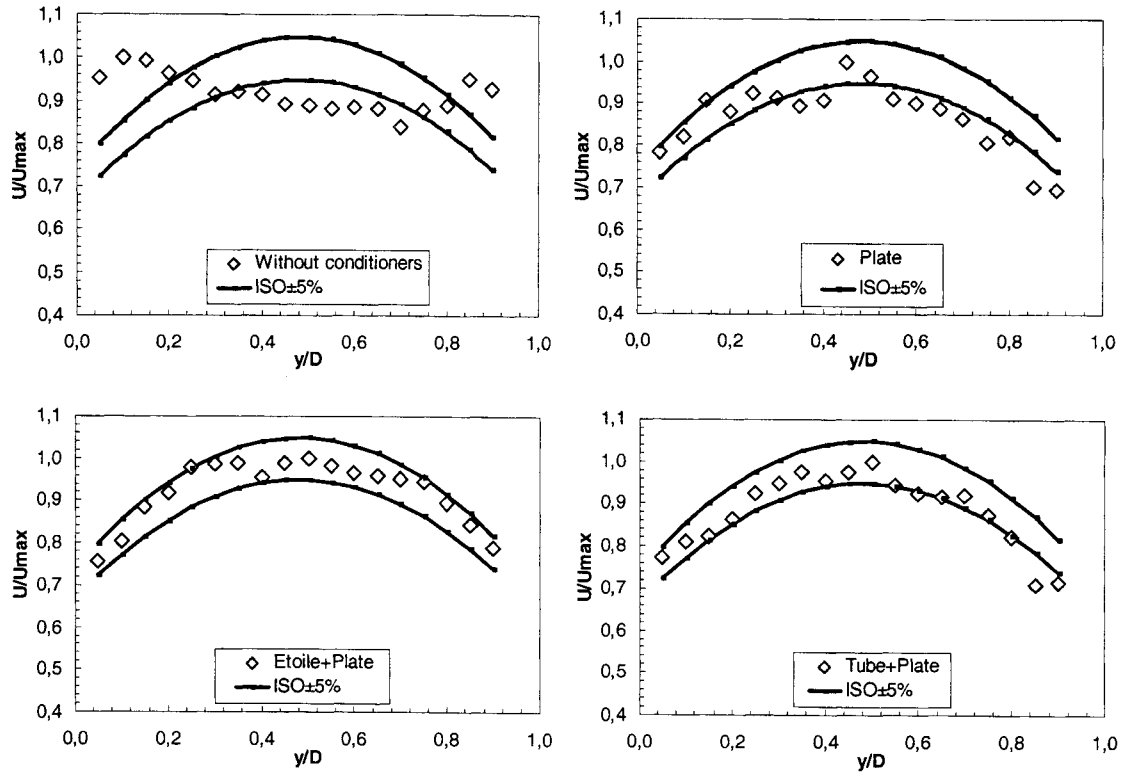 1,1
1,0
0,9
0,8
0,7
0,6
0,5
0,4
U/Umax
Without conditioners
ISO±5%
0,0 0,2 0,4 0,6 0,8 1,0
y/D
1,1
1,0
0,9
0,8
0,7
0,6
0,5
0,4
U/Umax
Plate
ISO±5%
0,0 0,2 0,4 0,6 0,8 1,0
y/D
1,1
1,0
0,9
0,8
0,7
0,6
0,5
0,4
U/Umax
Etoile+Plate
ISO±5%
0,0 0,2 0,4 0,6 0,8 1,0
y/D
1,1
1,0
0,9
0,8
0,7
0,6
0,5
0,4
U/Umax
Tube+Plate
ISO±5%
0,0 0,2 0,4 0,6 0,8 1,0
y/D